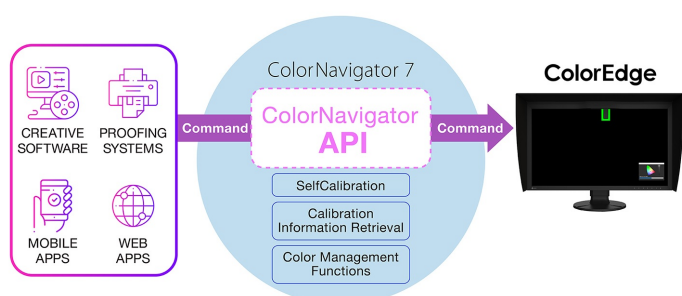 ColorNavigator 7
ColorEdge
ColorNavigator
API
Command
Command
CREATIVE
SOFTWARE
PROOFING
SYSTEMS
MOBILE
APPS
WEB
APPS
SelfCalibration
Calibration
Information Retrieval
Color Management
Functions